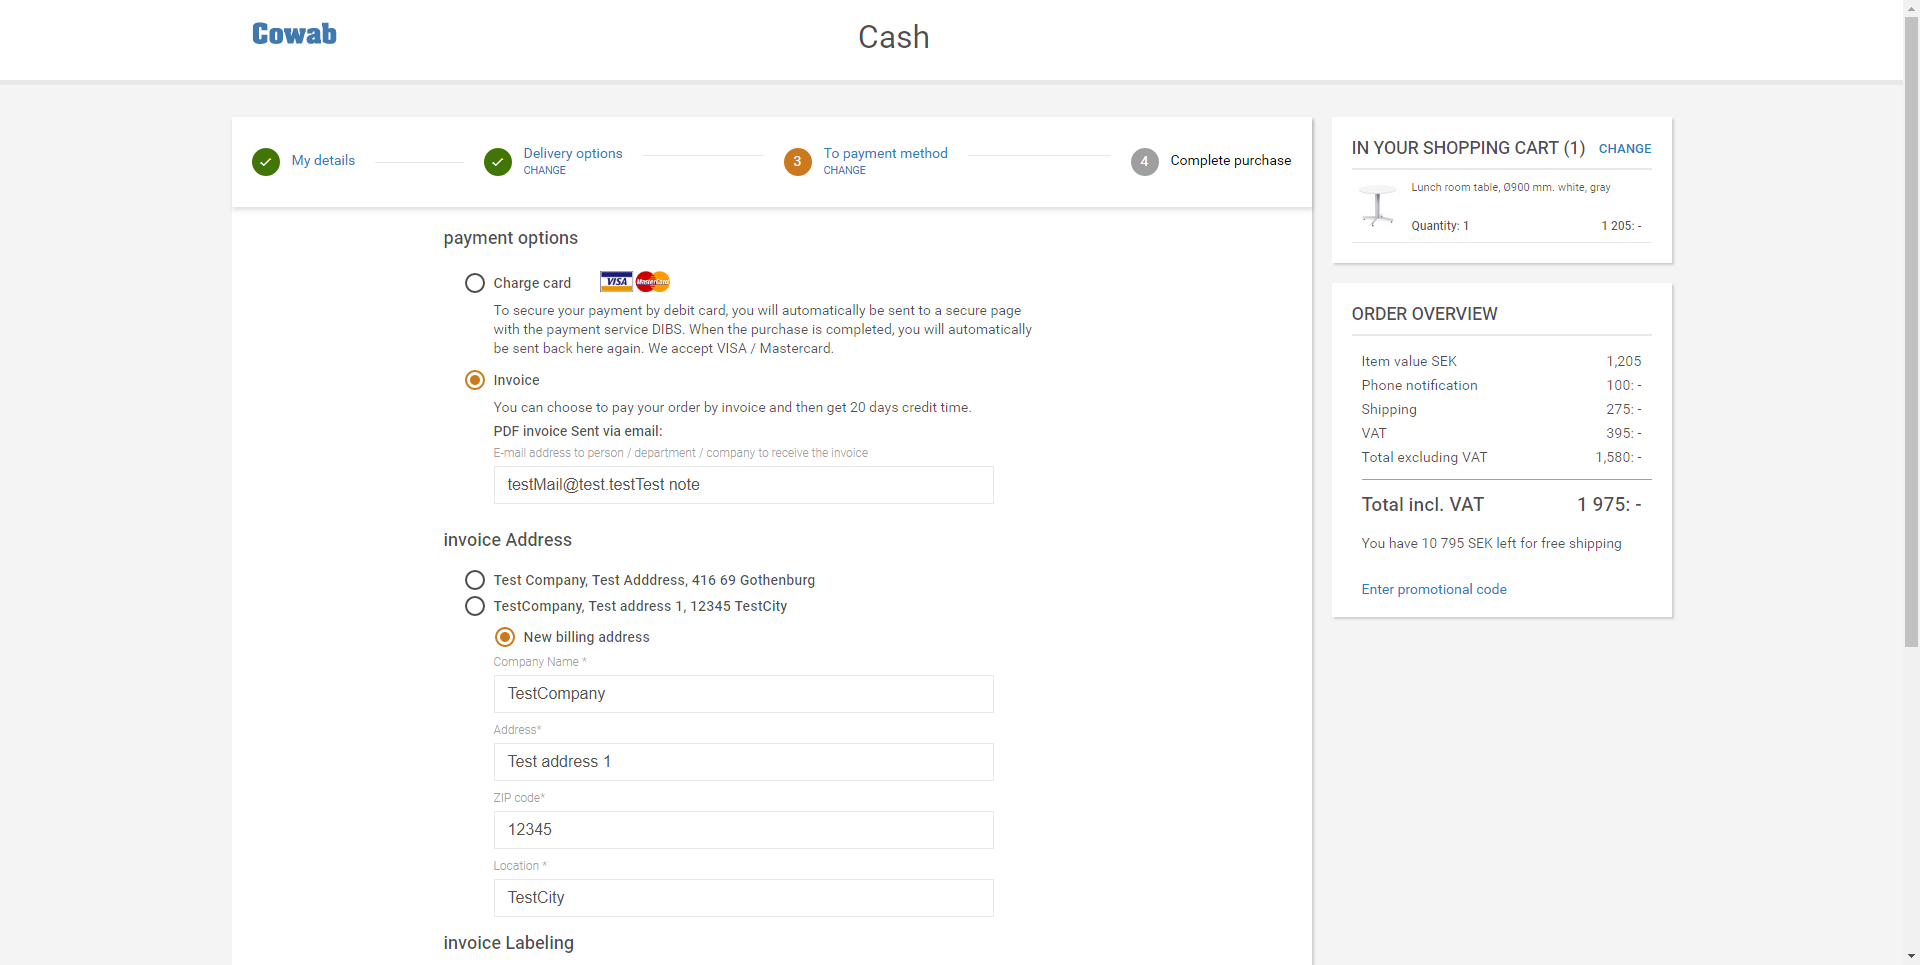 Cowab
Cash
My details
Delivery options
CHANGE
3
To payment method
CHANGE
4
Complete purchase
payment options
Charge card
VISA
MasterCard
To secure your payment by debit card, you will automatically be sent to a secure page
with the payment service DIBS. When the purchase is completed, you will automatically
be sent back here again. We accept VISA / Mastercard.
Invoice
You can choose to pay your order by invoice and then get 20 days credit time.
PDF invoice Sent via email:
E-mail address to person / department / company to receive the invoice
testMail@test.testTest note
invoice Address
Test Company, Test Adddress, 416 69 Gothenburg
TestCompany, Test address 1, 12345 TestCity
New billing address
Company Name *
TestCompany
Address*
Test address 1
ZIP code*
12345
Location *
TestCity
invoice Labeling
IN YOUR SHOPPING CART (1) CHANGE
Lunch room table, Ø900 mm. white, gray
Quantity: 1 1 205: -
ORDER OVERVIEW
Item value SEK 1,205
Phone notification 100: -
Shipping 275: -
VAT 395: -
Total excluding VAT 1,580: -
Total incl. VAT 1 975: -
You have 10 795 SEK left for free shipping
Enter promotional code